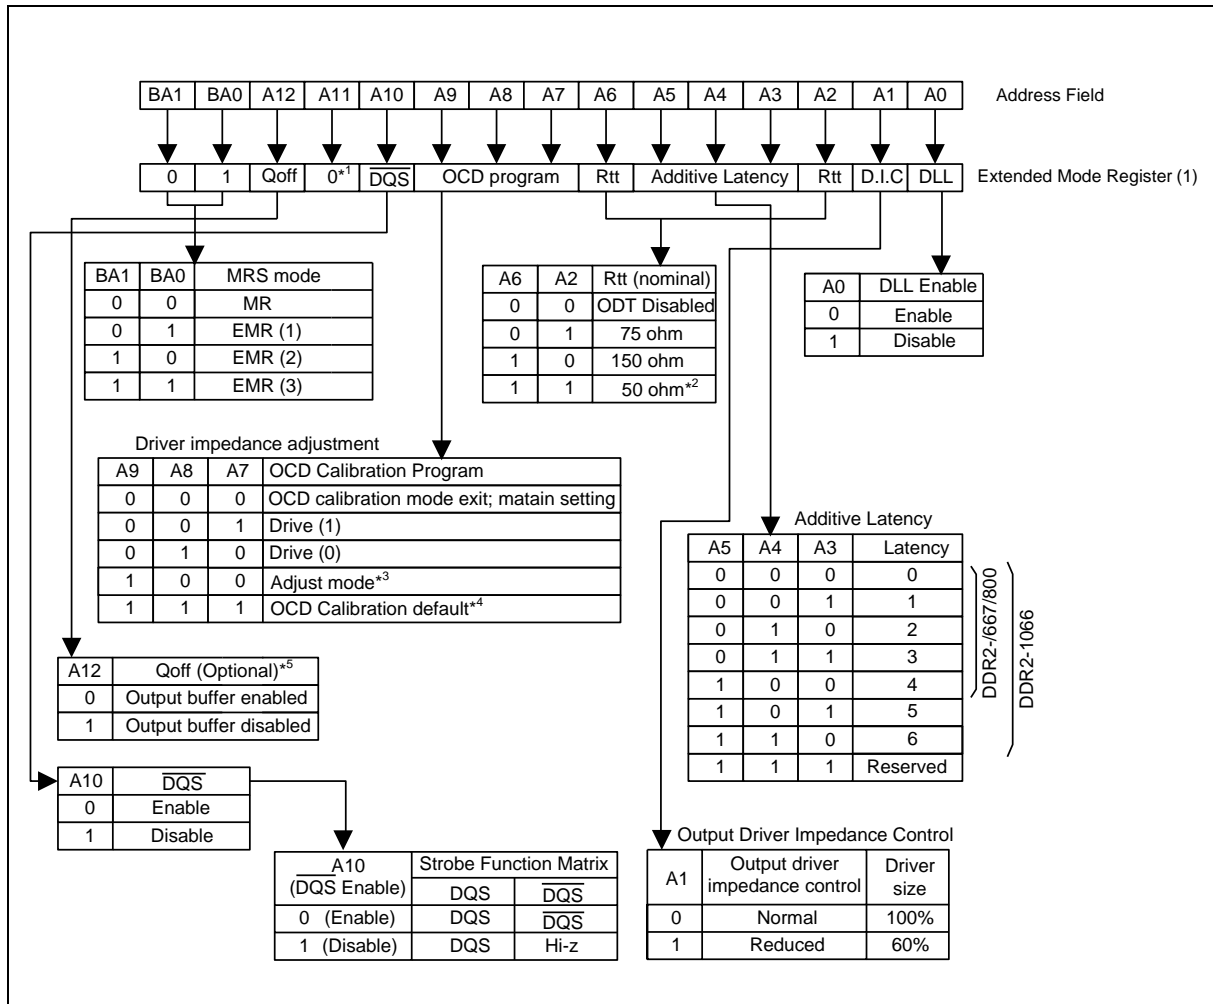 BA1 BA0 A12 A11 A10 A9 A8 A7 A6 A5 A4 A3 A2 A1 A0 Address Field
0 1 Qoff 0*1 DQS OCD program Rtt Additive Latency Rtt D.I.C DLL Extended Mode Register (1)
BA1 BA0 MRS mode
0 0 MR
0 1 EMR (1)
1 0 EMR (2)
1 1 EMR (3)
A6 A2 Rtt (nominal)
0 0 ODT Disabled
0 1 75 ohm
1 0 150 ohm
1 1 50 ohm*2
A0 DLL Enable
0 Enable
1 Disable
Driver impedance adjustment
A9 A8 A7 OCD Calibration Program
0 0 0 OCD calibration mode exit; matain setting
0 0 1 Drive (1)
0 1 0 Drive (0)
1 0 0 Adjust mode*3
1 1 1 OCD Calibration default*4
Additive Latency
A5 A4 A3 Latency
0 0 0 0
0 0 1 1
0 1 0 2
0 1 1 3
1 0 0 4
1 0 1 5
1 1 0 6
1 1 1 Reserved
DDR2-/667/800
DDR2-1066
A12 Qoff (Optional)*5
0 Output buffer enabled
1 Output buffer disabled
A10 DQS
0 Enable
1 Disable
A10 (DQS Enable) Strobe Function Matrix
DQS DQS
0 (Enable) DQS DQS
1 (Disable) DQS Hi-z
Output Driver Impedance Control
A1 Output driver impedance control Driver size
0 Normal 100%
1 Reduced 60%